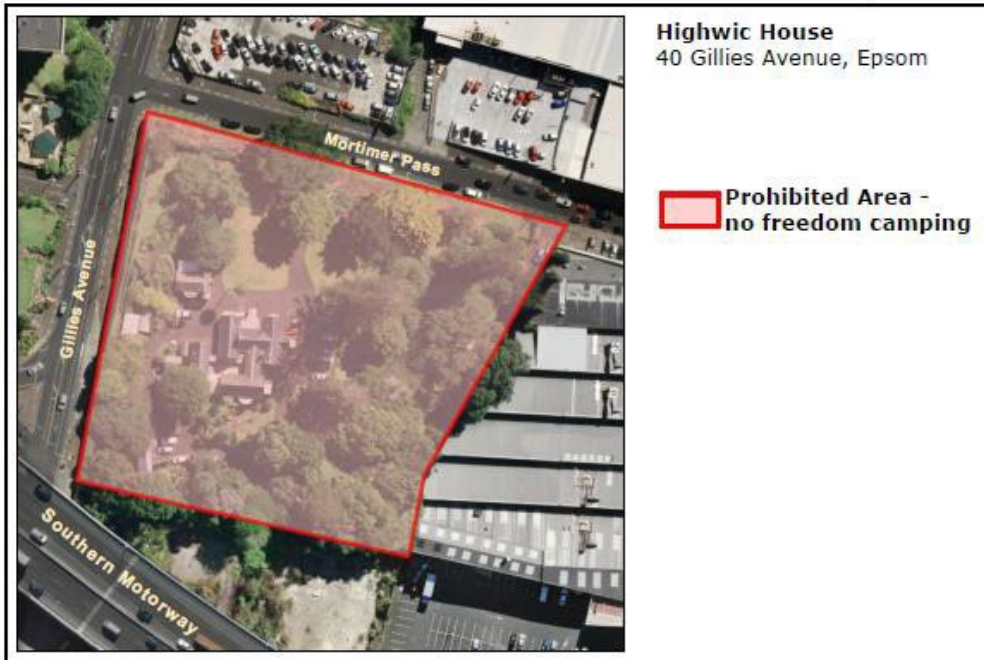 Highwic House
40 Gillies Avenue, Epsom
Mortimer Pass
Prohibited Area -
no freedom camping
Gillies Avenue
Southern Motorway